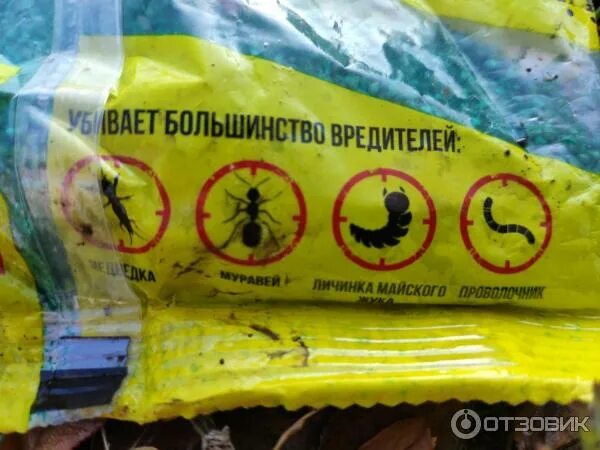 УБИВАЕТ БОЛЬШИНСТВО ВРЕДИТЕЛЕЙ:
МЕДВЕДКА
МУРАВЕЙ
ЛИЧИНКА МАЙСКОГО
ЖУКА
ПРОВОЛОЧНИК
ОТЗОВИК